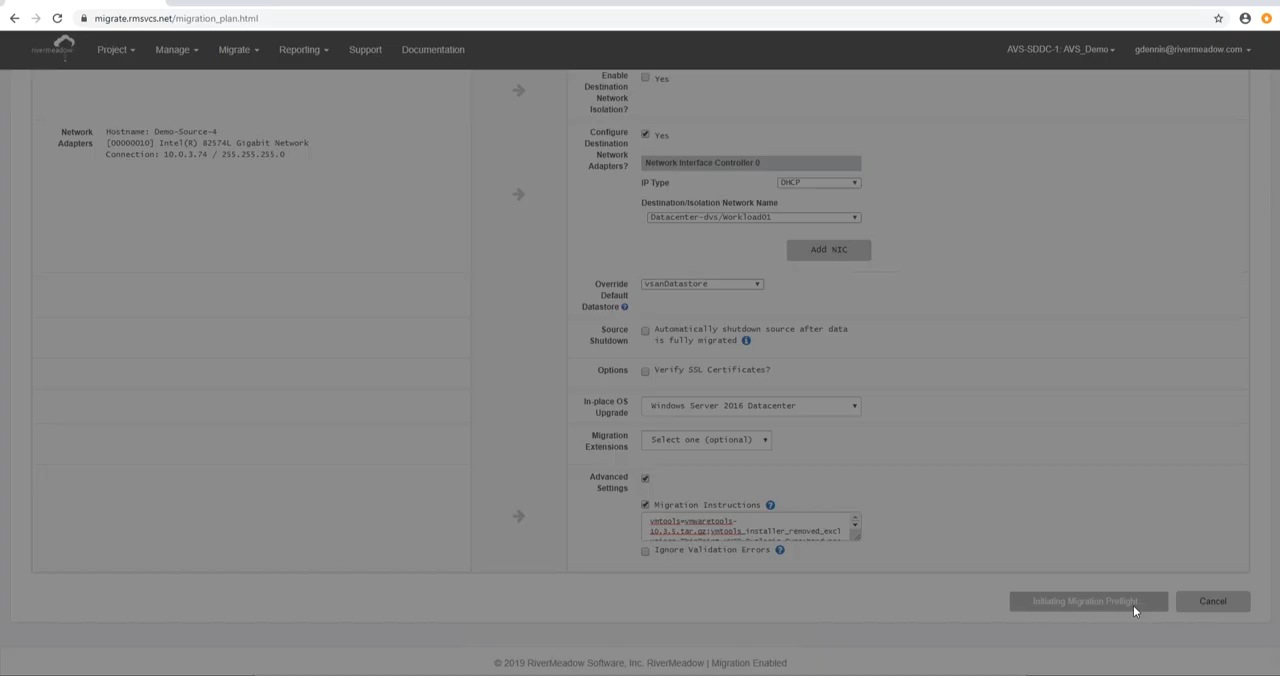 migrate.rmsvcs.net/migration_plan.html
rivermeadow
Project
Manage
Migrate
Reporting
Support
Documentation
AVS-SDDC-1: AVS_Demo
gdennis@rivermeadow.com
Enable
Destination
Network
Isolation?
Yes
Network
Adapters
Hostname: Demo-Source-4
[00000010] Intel(R) 82574L Gigabit Network
Connection: 10.0.3.74 / 255.255.255.0
Configure
Destination
Network
Adapters?
Yes
Network Interface Controller 0
IP Type
DHCP
Destination/Isolation Network Name
Datacenter-dvs/Workload01
Add NIC
Override
Default
Datastore
vsanDatastore
Source
Shutdown
Automatically shutdown source after data
is fully migrated
Options
Verify SSL Certificates?
In-place OS
Upgrade
Windows Server 2016 Datacenter
Migration
Extensions
Select one (optional)
Advanced
Settings
Migration Instructions
vmtools=vmwaretools-
10.3.5.tar.gz;vmtools_installer_removed_excl
Ignore Validation Errors
Initiating Migration Preflight
Cancel
© 2019 RiverMeadow Software, Inc. RiverMeadow | Migration Enabled